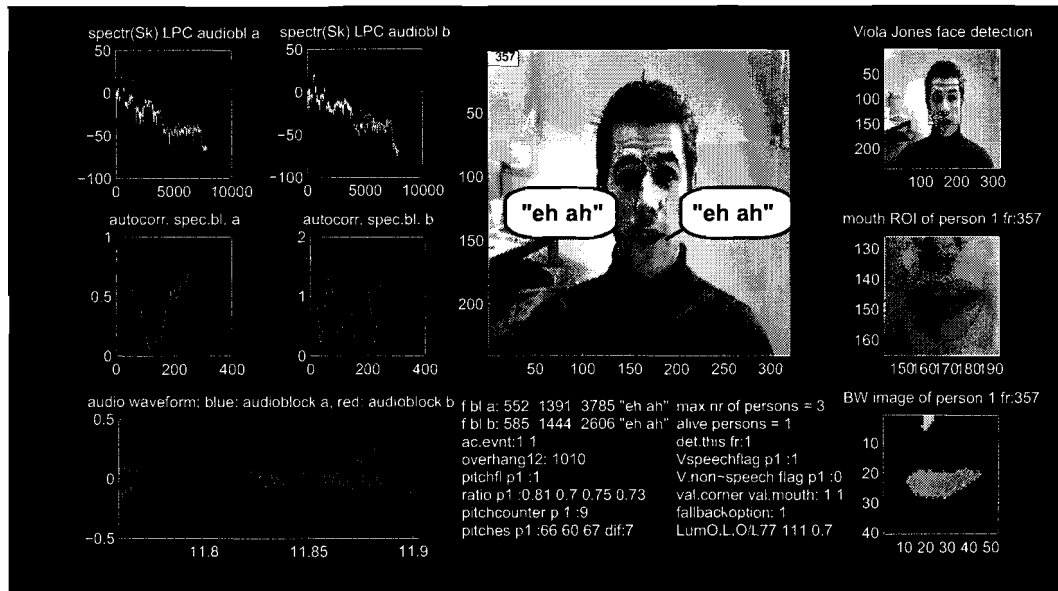 spectr(Sk) LPC audiobl a
50
0
−50
−100
0 5000 10000
spectr(Sk) LPC audiobl b
50
0
−50
−100
0 5000 10000
autocorr. spec.bl. a
1
0.5
0
0 200 400
autocorr. spec.bl. b
2
1
0
0 200 400
audio waveform; blue: audioblock a, red: audioblock b
0.5
0
−0.5
11.8 11.85 11.9
357
50
100
150
200
50 100 150 200 250 300
"eh ah"
"eh ah"
f bl a: 552 1391 3785 "eh ah"
f bl b: 585 1444 2606 "eh ah"
ac.evnt:1 1
overhang12: 1010
pitchfl p1 :1
ratio p1 :0.81 0.7 0.75 0.73
pitchcounter p 1 :9
pitches p1 :66 60 67 dif:7
max nr of persons = 3
alive persons = 1
det.this fr:1
Vspeechflag p1 :1
V.non−speech flag p1 :0
val.corner val.mouth: 1 1
fallbackoption: 1
LumO.L,O/L77 111 0.7
Viola Jones face detection
50
100
150
200
100 200 300
mouth ROI of person 1 fr:357
130
140
150
160
150160170180190
BW image of person 1 fr:357
10
20
30
40
10 20 30 40 50